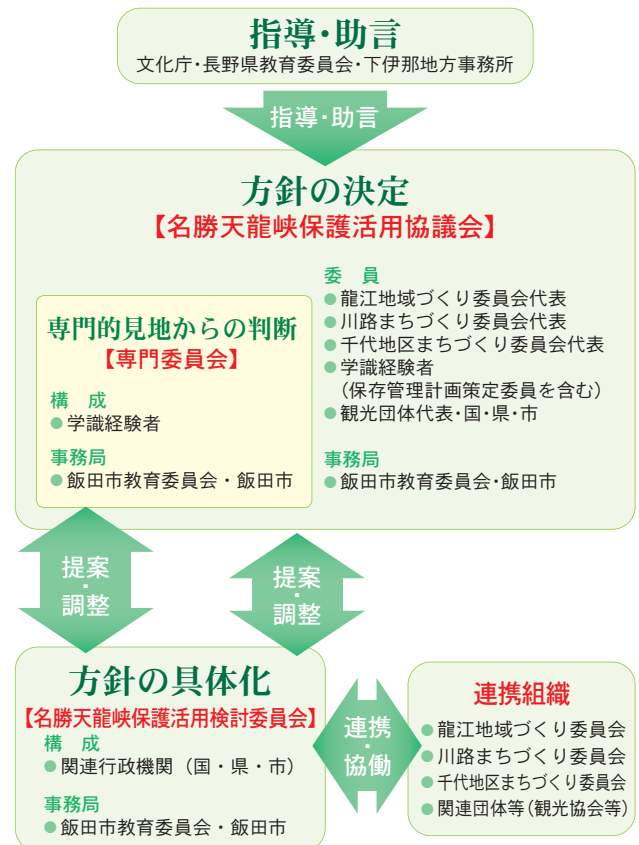 指導・助言
文化庁・長野県教育委員会・下伊那地方事務所
指導・助言
方針の決定
【名勝天龍峡保護活用協議会】
専門的見地からの判断
【専門委員会】
構　成
●学識経験者
事務局
●飯田市教育委員会・飯田市
委　員
●龍江地域づくり委員会代表
●川路まちづくり委員会代表
●千代地区まちづくり委員会代表
●学識経験者
（保存管理計画策定委員を含む）
●観光団体代表・国・県・市
事務局
●飯田市教育委員会・飯田市
提案
・
調整
提案
・
調整
方針の具体化
【名勝天龍峡保護活用検討委員会】
構　成
●関連行政機関（国・県・市）
事務局
●飯田市教育委員会・飯田市
連携
・
協働
連携組織
●龍江地域づくり委員会
●川路まちづくり委員会
●千代地区まちづくり委員会
●関連団体等（観光協会等）